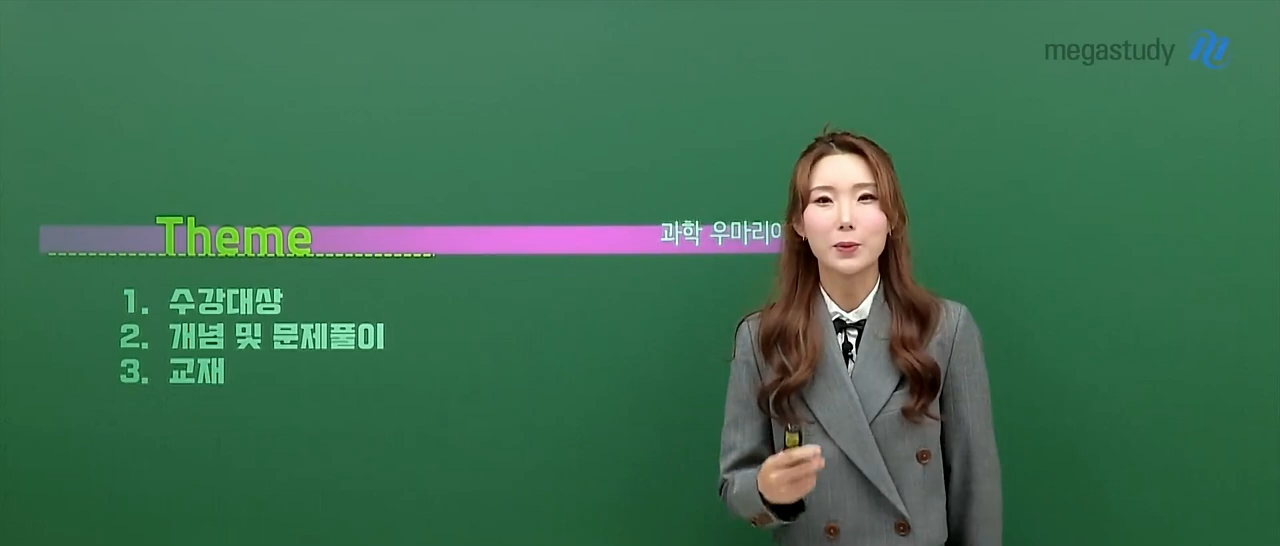 megastudy
Theme
과학 우마리아
1. 수강대상
2. 개념 및 문제풀이
3. 교재